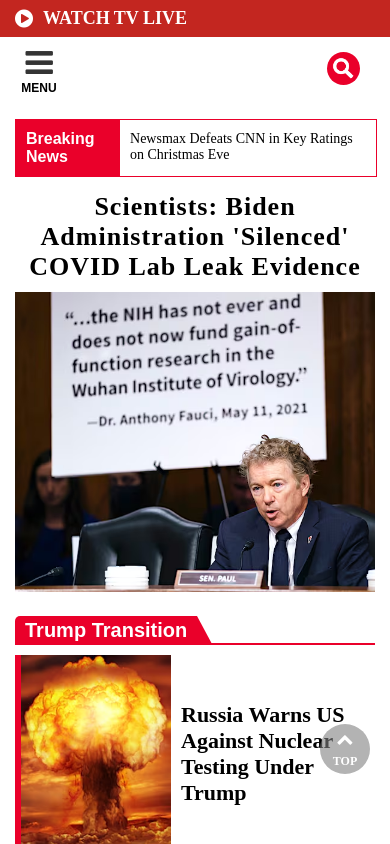 WATCH TV LIVE
MENU
Breaking
News
Newsmax Defeats CNN in Key Ratings
on Christmas Eve
Scientists: Biden
Administration 'Silenced'
COVID Lab Leak Evidence
“…the NIH has not ever and
does not now fund gain-of-
function research in the
Wuhan Institute of Virology.”
—Dr. Anthony Fauci, May 11, 2021
SEN. PAUL
Trump Transition
Russia Warns US
Against Nuclear
Testing Under
Trump
TOP